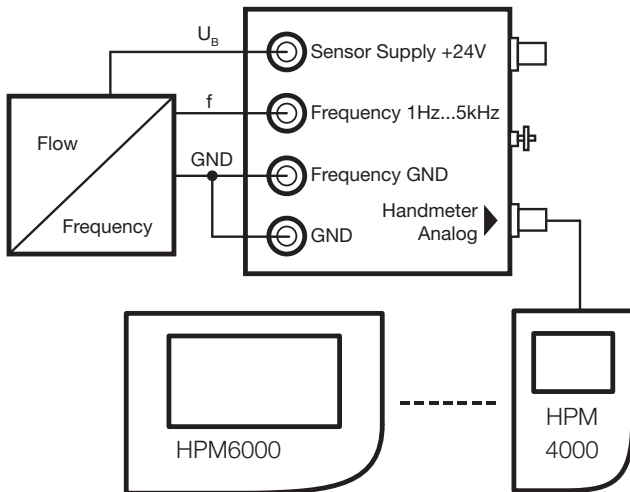 U_B
Sensor Supply +24V
f
Frequency 1Hz...5kHz
Flow
Frequency
GND
Frequency GND
GND
Handmeter
Analog
HPM6000
HPM
4000